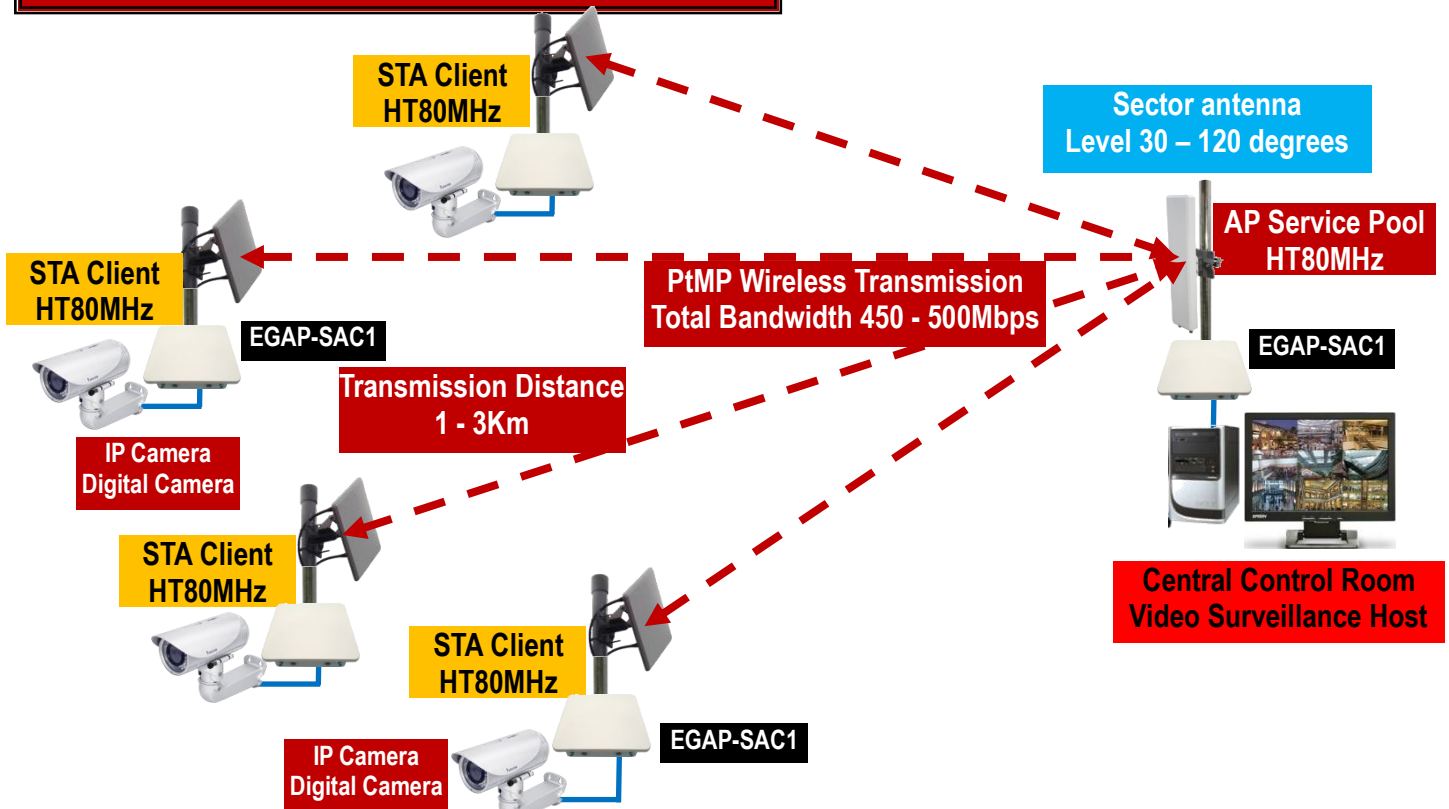 STA Client
HT80MHz
Sector antenna
Level 30 – 120 degrees
STA Client
HT80MHz
AP Service Pool
HT80MHz
PtMP Wireless Transmission
Total Bandwidth 450 - 500Mbps
EGAP-SAC1
EGAP-SAC1
Transmission Distance
1 - 3Km
IP Camera
Digital Camera
STA Client
HT80MHz
Central Control Room
Video Surveillance Host
STA Client
HT80MHz
EGAP-SAC1
IP Camera
Digital Camera